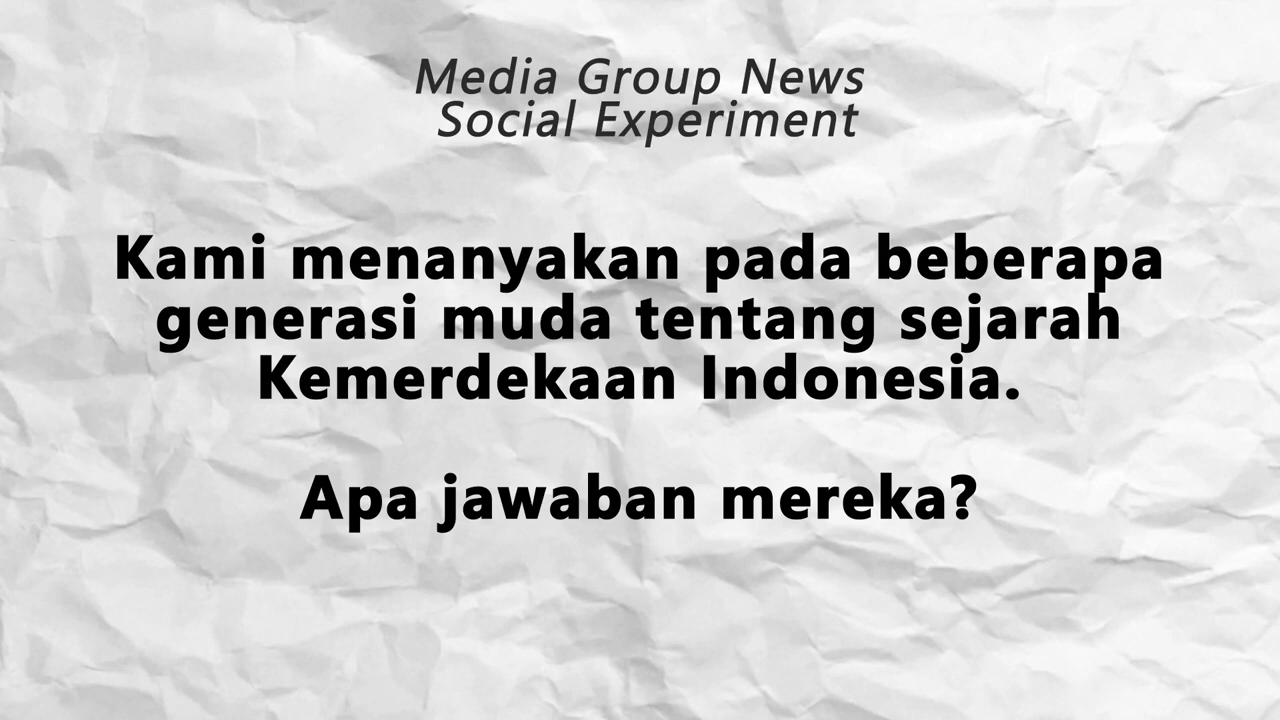 Media Group News
Social Experiment
Kami menanyakan pada beberapa
generasi muda tentang sejarah
Kemerdekaan Indonesia.
Apa jawaban mereka?